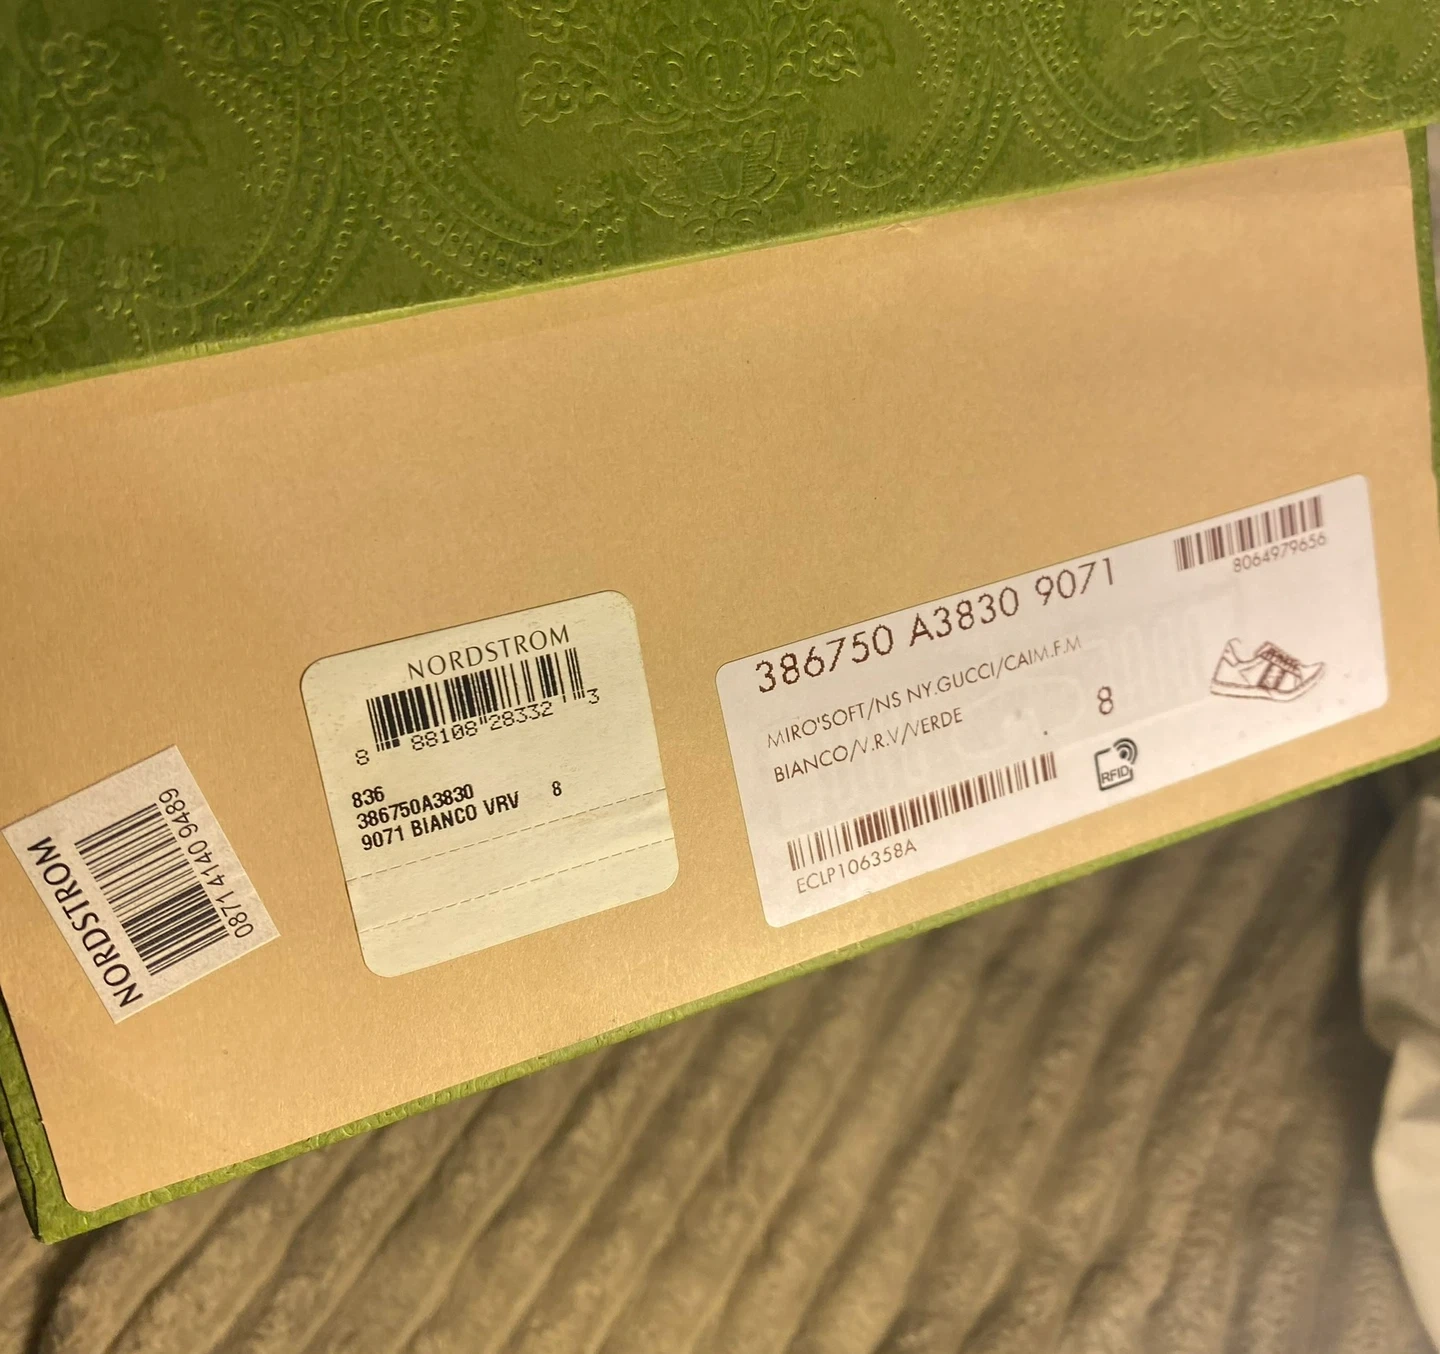 NORDSTROM
0871 4140 9489
NORDSTROM
8 88108 28332 3
836
386750A3830
9071 BIANCO VRV 8
386750 A3830 9071
8064979656
MIRO'SOFT/NS NY.GUCCI/CAIM.F.M
BIANCO/V.R.V/VERDE
8
ECLP106358A
RFID